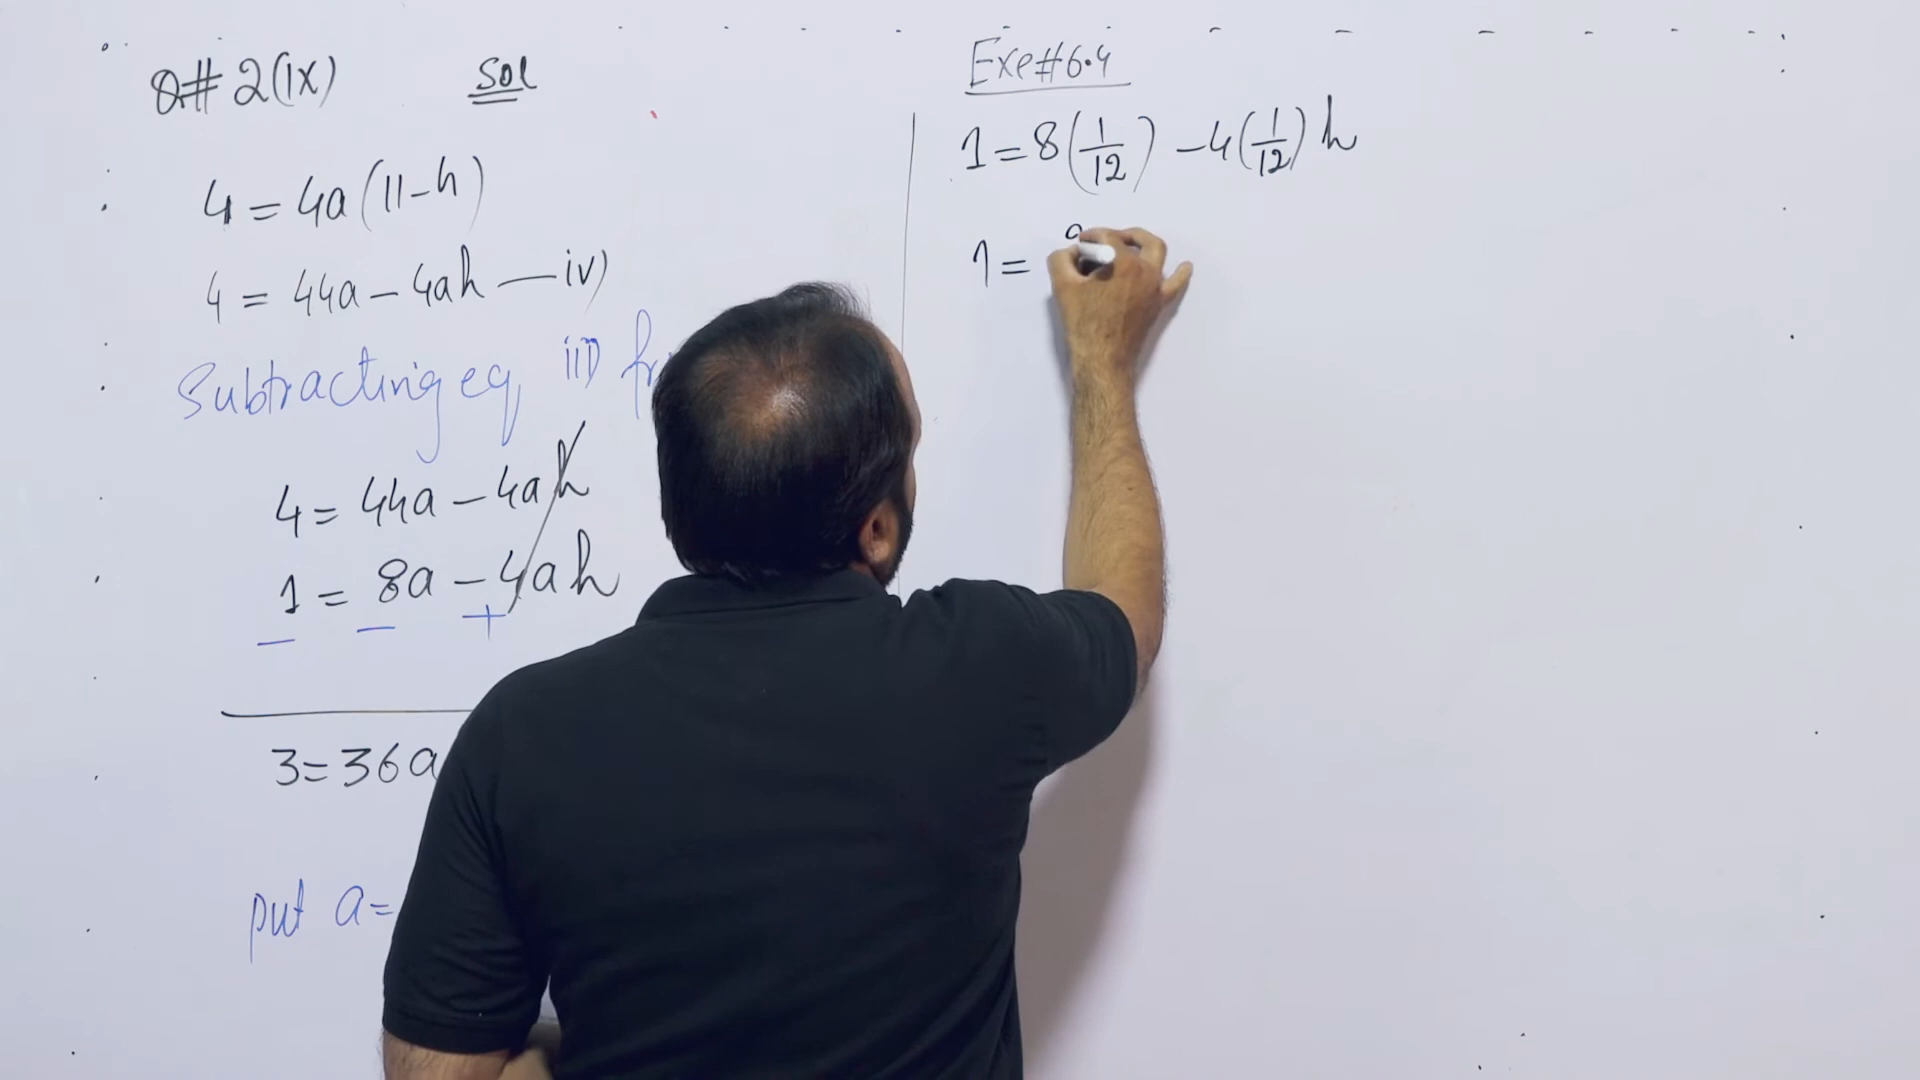 Q# 2(ix) Sol
4 = 4a(11-h)
4 = 44a - 4ah — iv)
Subtracting eq iii)
4 = 44a - 4ah
1 = 8a - 4ah
- - +
3 = 36a
put a =
Exe# 6.4
1 = 8(1/12) - 4(1/12)h
1 =